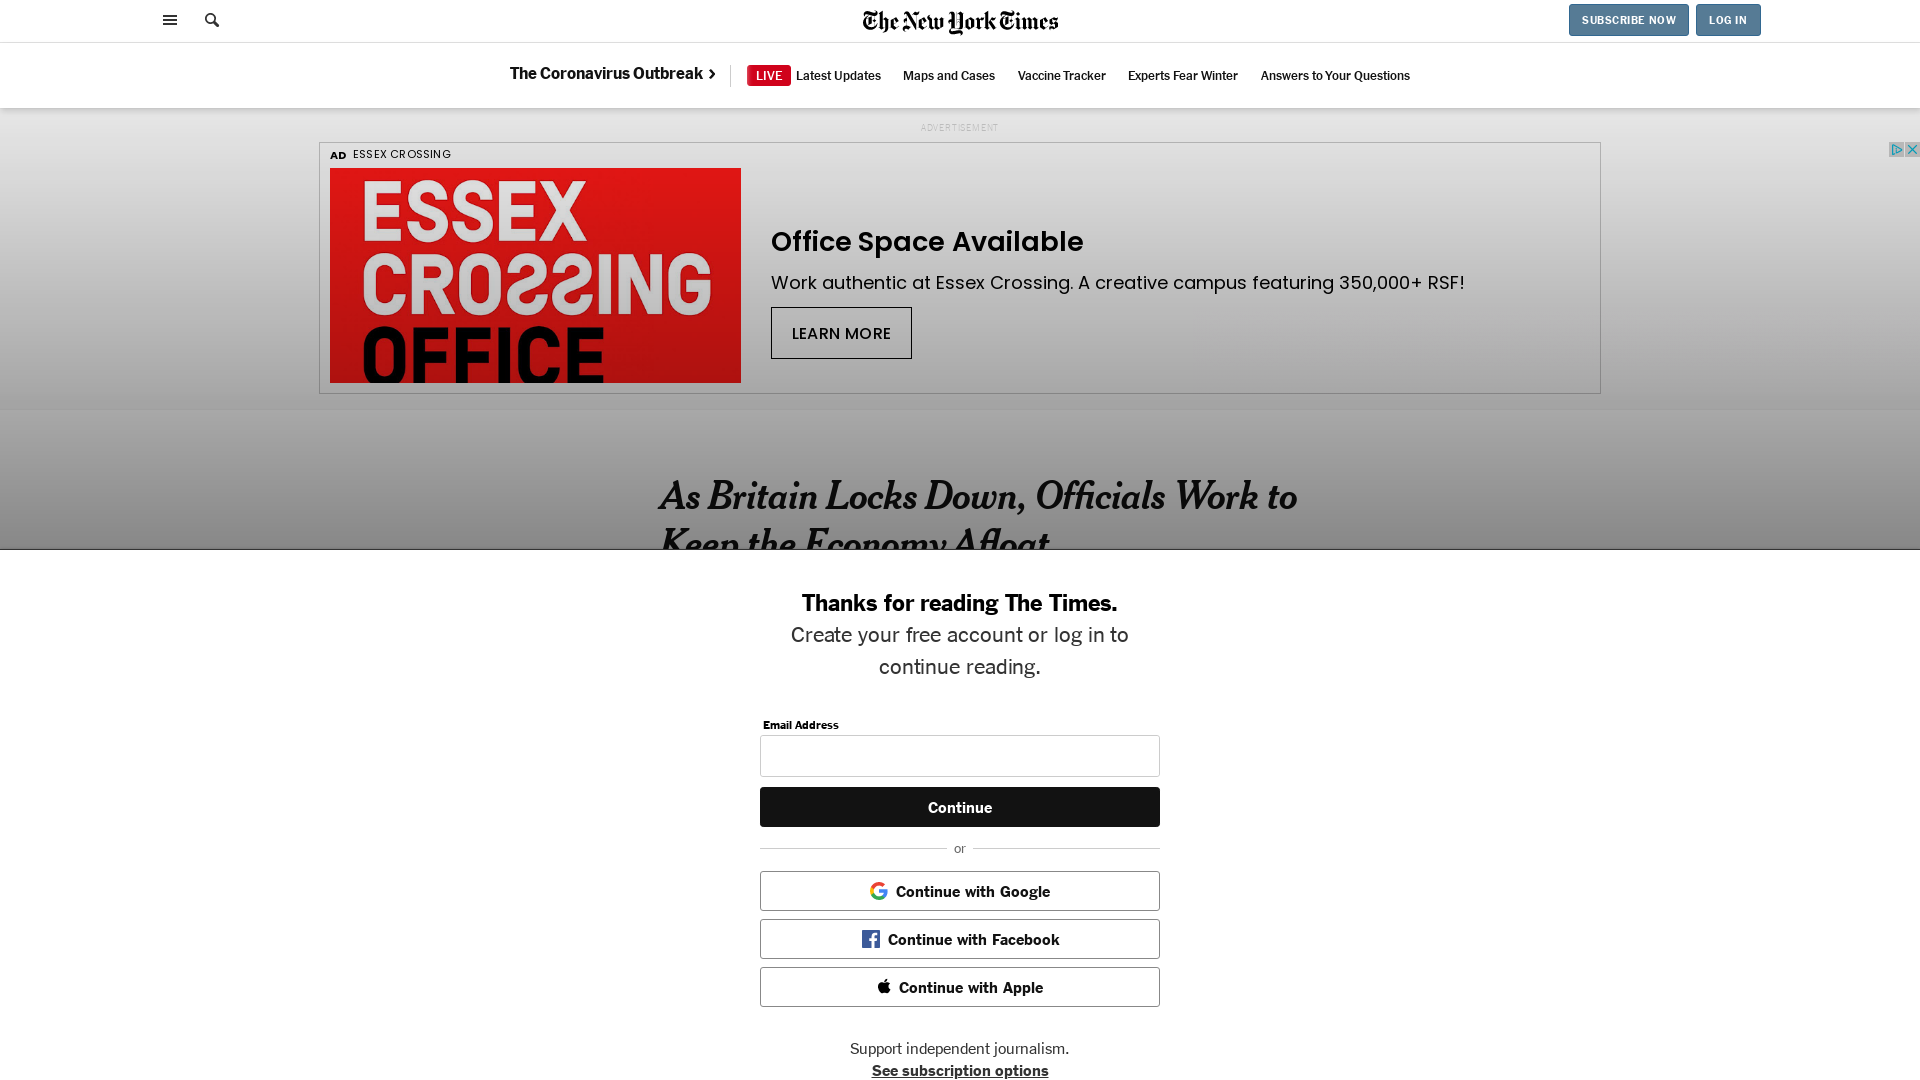 The New York Times
SUBSCRIBE NOW
LOG IN
The Coronavirus Outbreak
LIVE Latest Updates
Maps and Cases
Vaccine Tracker
Experts Fear Winter
Answers to Your Questions
ADVERTISEMENT
AD ESSEX CROSSING
ESSEX
CROSSING
OFFICE
Office Space Available
Work authentic at Essex Crossing. A creative campus featuring 350,000+ RSF!
LEARN MORE
As Britain Locks Down, Officials Work to
Keep the Economy Afloat
Thanks for reading The Times.
Create your free account or log in to
continue reading.
Email Address
Continue
or
Continue with Google
Continue with Facebook
Continue with Apple
Support independent journalism.
See subscription options